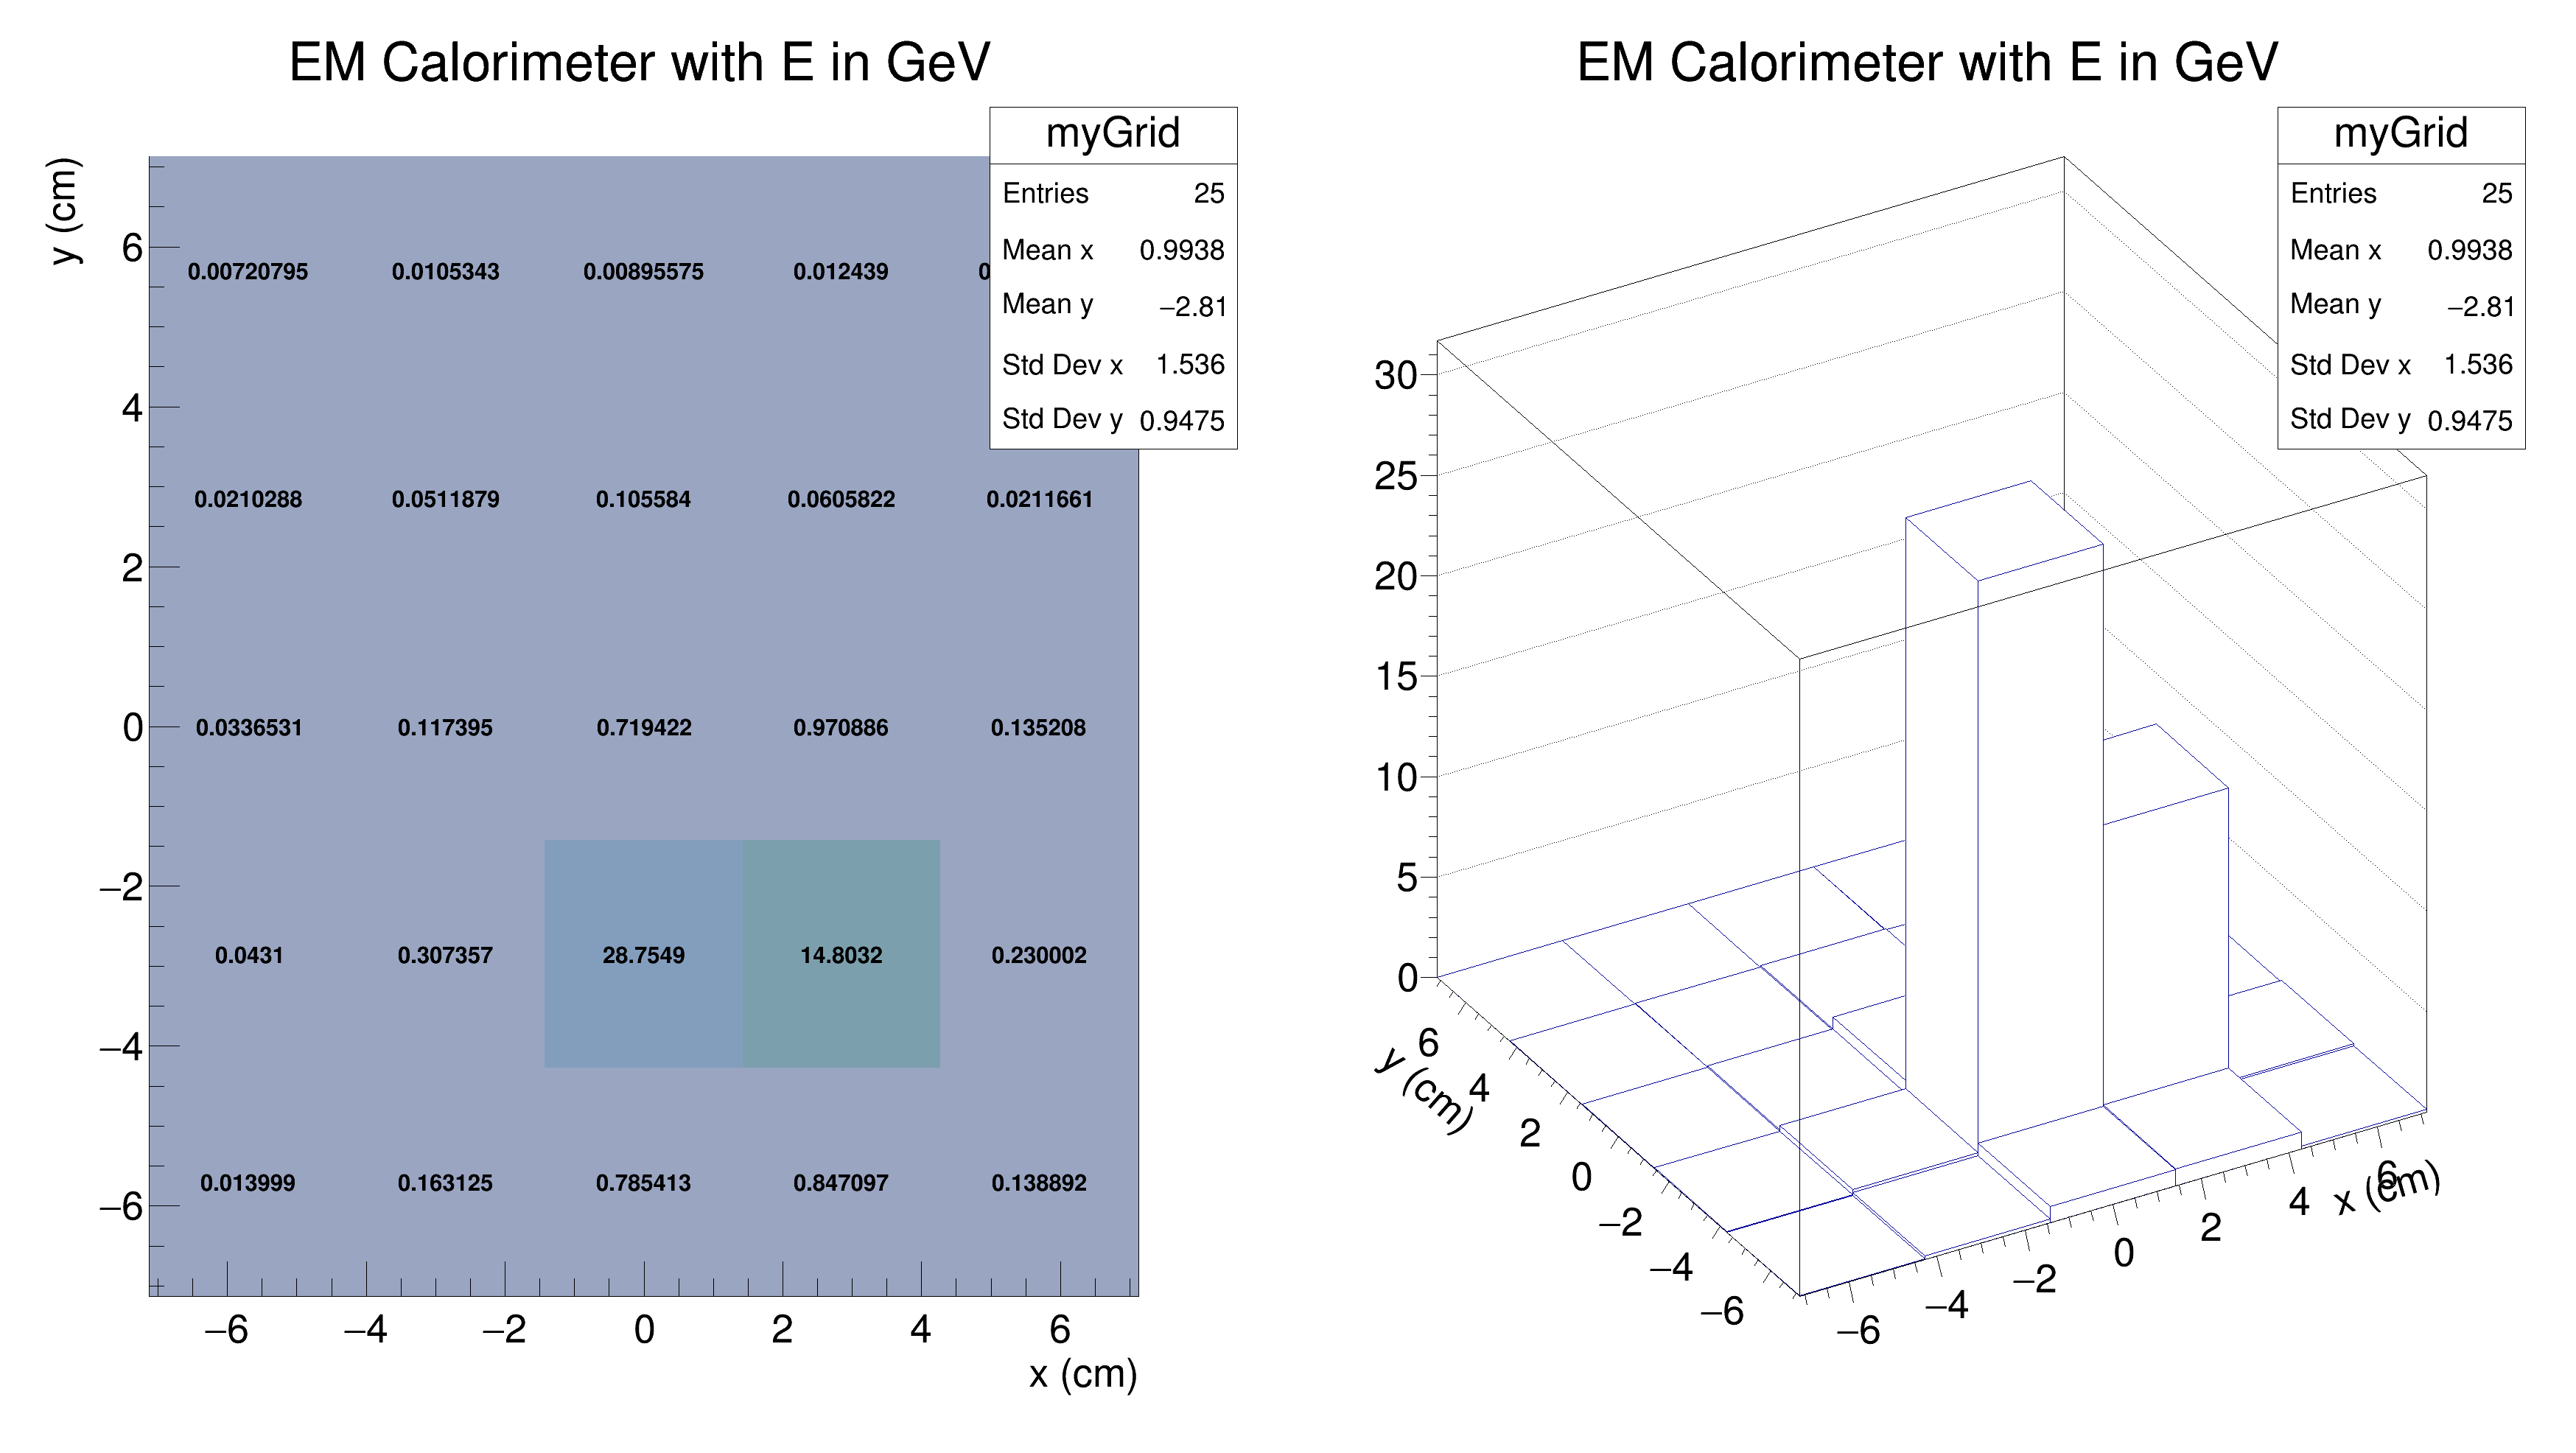 EM Calorimeter with E in GeV
myGrid
Entries 25
Mean x 0.9938
Mean y −2.81
Std Dev x 1.536
Std Dev y 0.9475
y (cm)
6
4
2
0
−2
−4
−6
0.00720795 0.0105343 0.00895575 0.012439 0
0.0210288 0.0511879 0.105584 0.0605822 0.0211661
0.0336531 0.117395 0.719422 0.970886 0.135208
0.0431 0.307357 28.7549 14.8032 0.230002
0.013999 0.163125 0.785413 0.847097 0.138892
−6 −4 −2 0 2 4 6
x (cm)
EM Calorimeter with E in GeV
myGrid
Entries 25
Mean x 0.9938
Mean y −2.81
Std Dev x 1.536
Std Dev y 0.9475
30
25
20
15
10
5
0
6
4
2
0
−2
−4
−6
y (cm)
−6
−4
−2
0
2
4
6
x (cm)